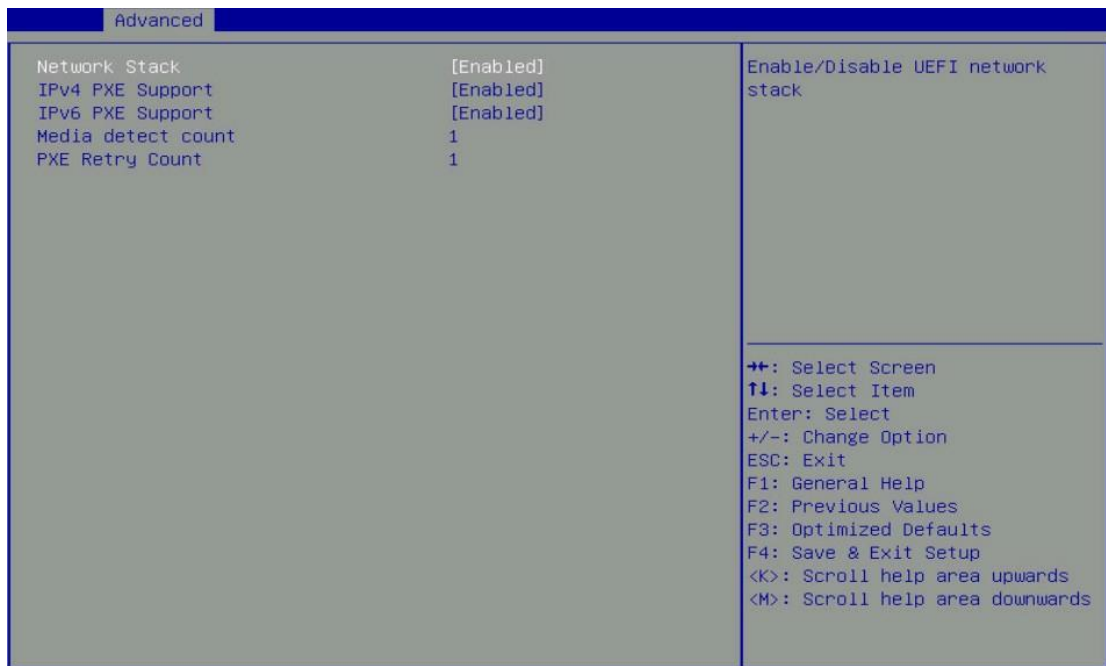 Advanced
Network Stack [Enabled]
IPv4 PXE Support [Enabled]
IPv6 PXE Support [Enabled]
Media detect count 1
PXE Retry Count 1
Enable/Disable UEFI network
stack
→←: Select Screen
↑↓: Select Item
Enter: Select
+/-: Change Option
ESC: Exit
F1: General Help
F2: Previous Values
F3: Optimized Defaults
F4: Save & Exit Setup
<K>: Scroll help area upwards
<M>: Scroll help area downwards